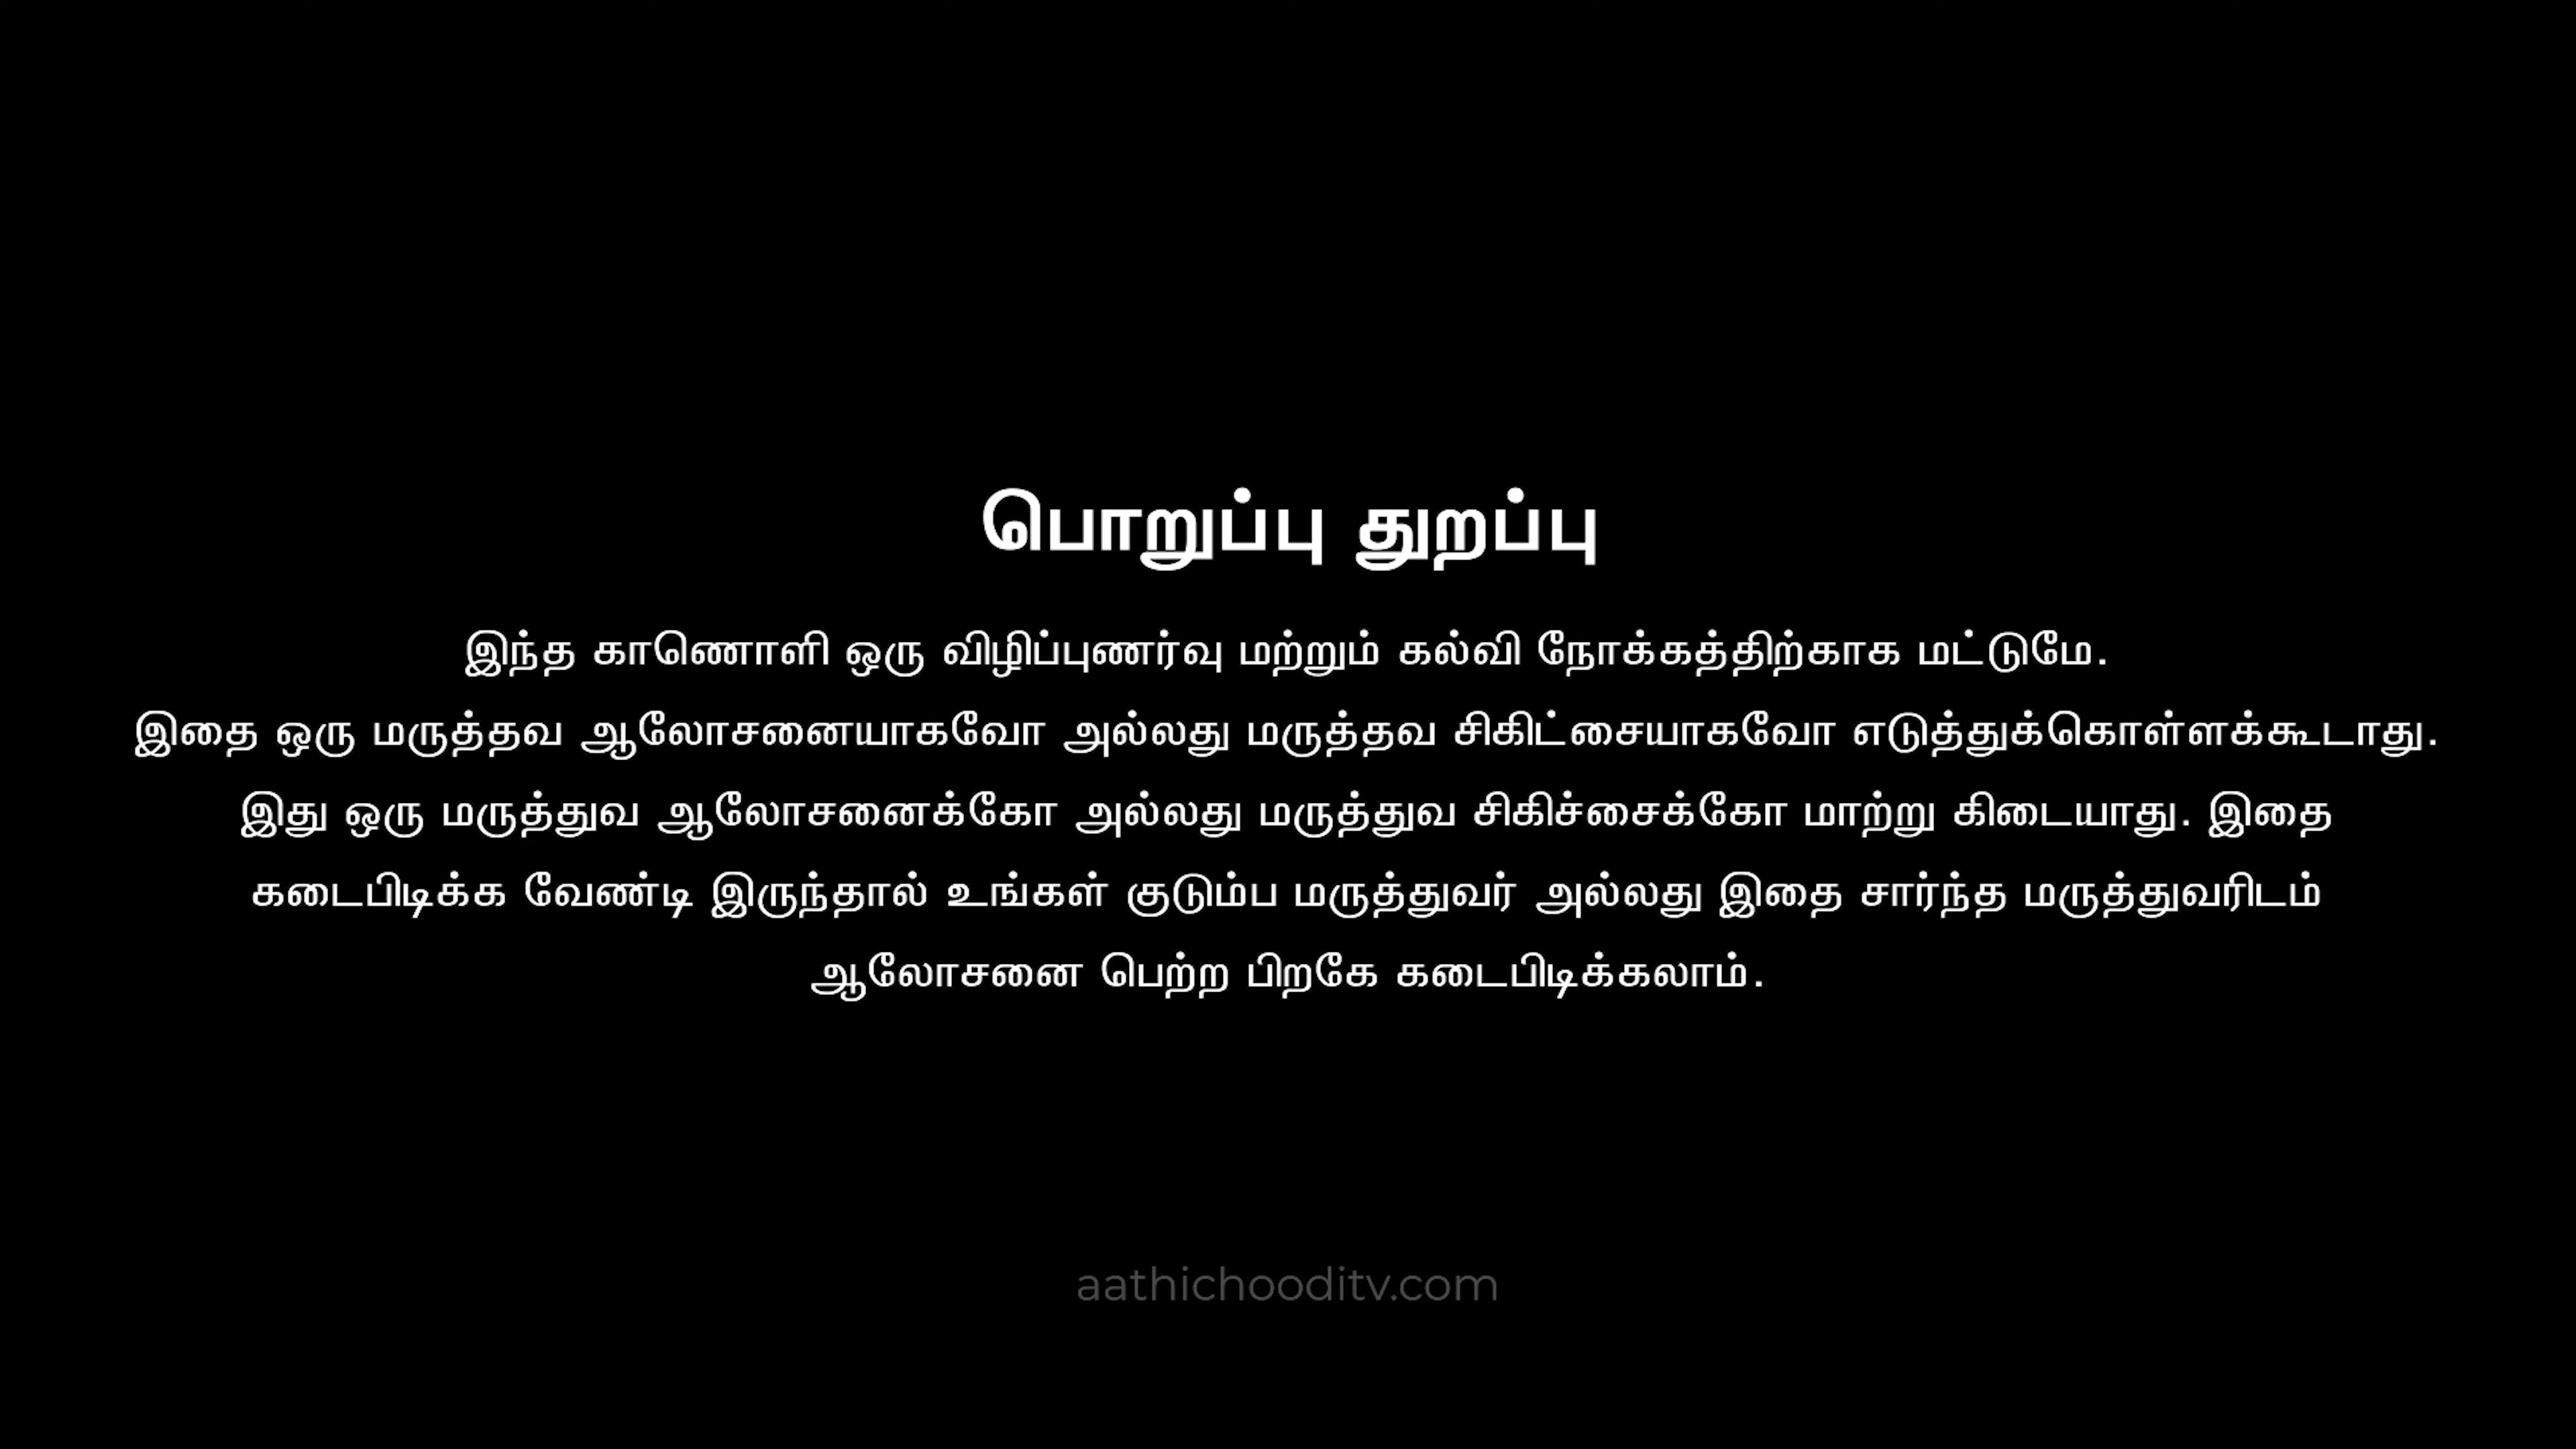 பொறுப்பு துறப்பு
இந்த காணொளி ஒரு விழிப்புணர்வு மற்றும் கல்வி நோக்கத்திற்காக மட்டுமே.
இதை ஒரு மருத்தவ ஆலோசனையாகவோ அல்லது மருத்தவ சிகிட்சையாகவோ எடுத்துக்கொள்ளக்கூடாது.
இது ஒரு மருத்துவ ஆலோசனைக்கோ அல்லது மருத்துவ சிகிச்சைக்கோ மாற்று கிடையாது. இதை
கடைபிடிக்க வேண்டி இருந்தால் உங்கள் குடும்ப மருத்துவர் அல்லது இதை சார்ந்த மருத்துவரிடம்
ஆலோசனை பெற்ற பிறகே கடைபிடிக்கலாம்.
aathichooditv.com